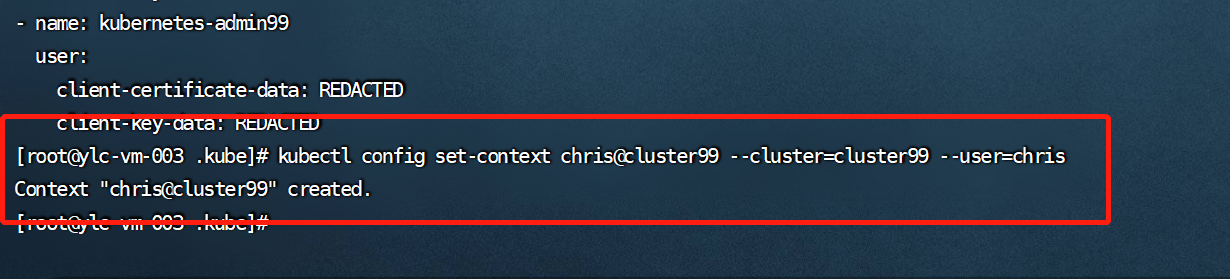 - name: kubernetes-admin99
user:
client-certificate-data: REDACTED
client-key-data: REDACTED
[root@ylc-vm-003 .kube]# kubectl config set-context chris@cluster99 --cluster=cluster99 --user=chris
Context "chris@cluster99" created.
[root@ylc-vm-003 .kube]#